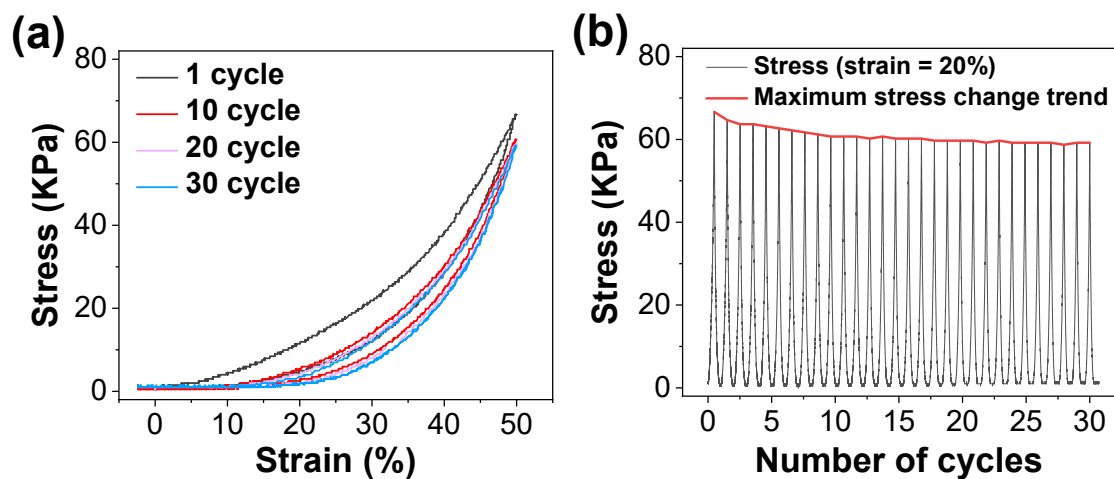 (a)
80
60
40
20
0
Stress (KPa)
1 cycle
10 cycle
20 cycle
30 cycle
0 10 20 30 40 50
Strain (%)
(b)
80
60
40
20
0
Stress (KPa)
Stress (strain = 20%)
Maximum stress change trend
0 5 10 15 20 25 30
Number of cycles